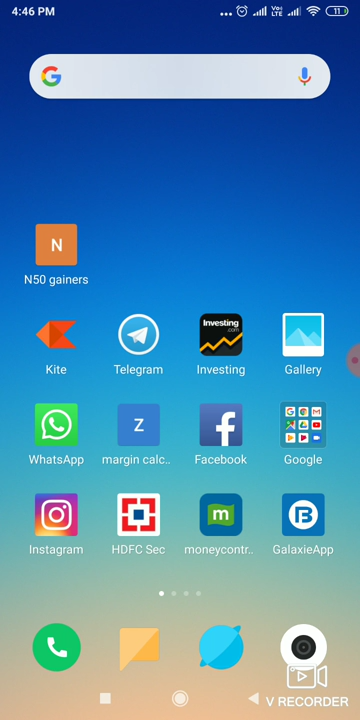 4:46 PM
Vo)
LTE
11
G
N
N50 gainers
Investing
.com
Kite
Telegram
Investing
Gallery
Z
WhatsApp
margin calc..
Facebook
Google
m
B
Instagram
HDFC Sec
moneycontr..
GalaxieApp
V RECORDER